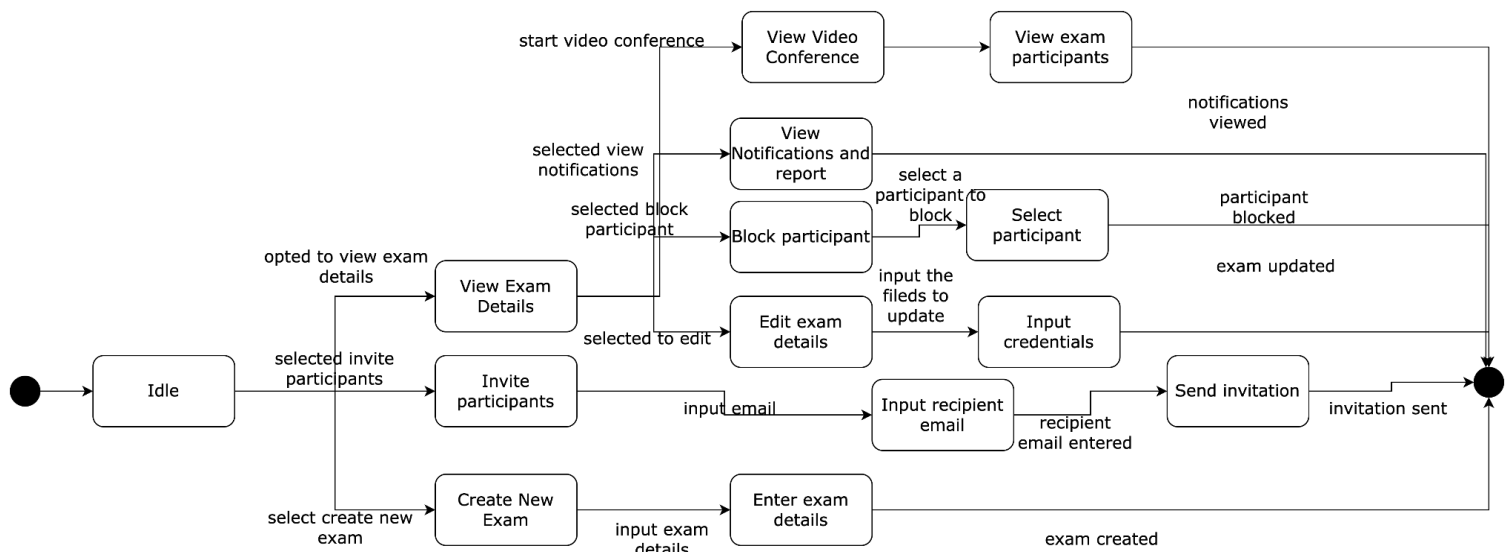 start video conference
View Video
Conference
View exam
participants
notifications
viewed
selected view
notifications
View
Notifications and
report
select a
participant to
block
selected block
participant
Block participant
Select
participant
participant
blocked
opted to view exam
details
View Exam
Details
input the
fileds to
update
exam updated
selected to edit
Edit exam
details
Input
credentials
Idle
selected invite
participants
Invite
participants
input email
Input recipient
email
recipient
email entered
Send invitation
invitation sent
select create new
exam
Create New
Exam
input exam
details
Enter exam
details
exam created